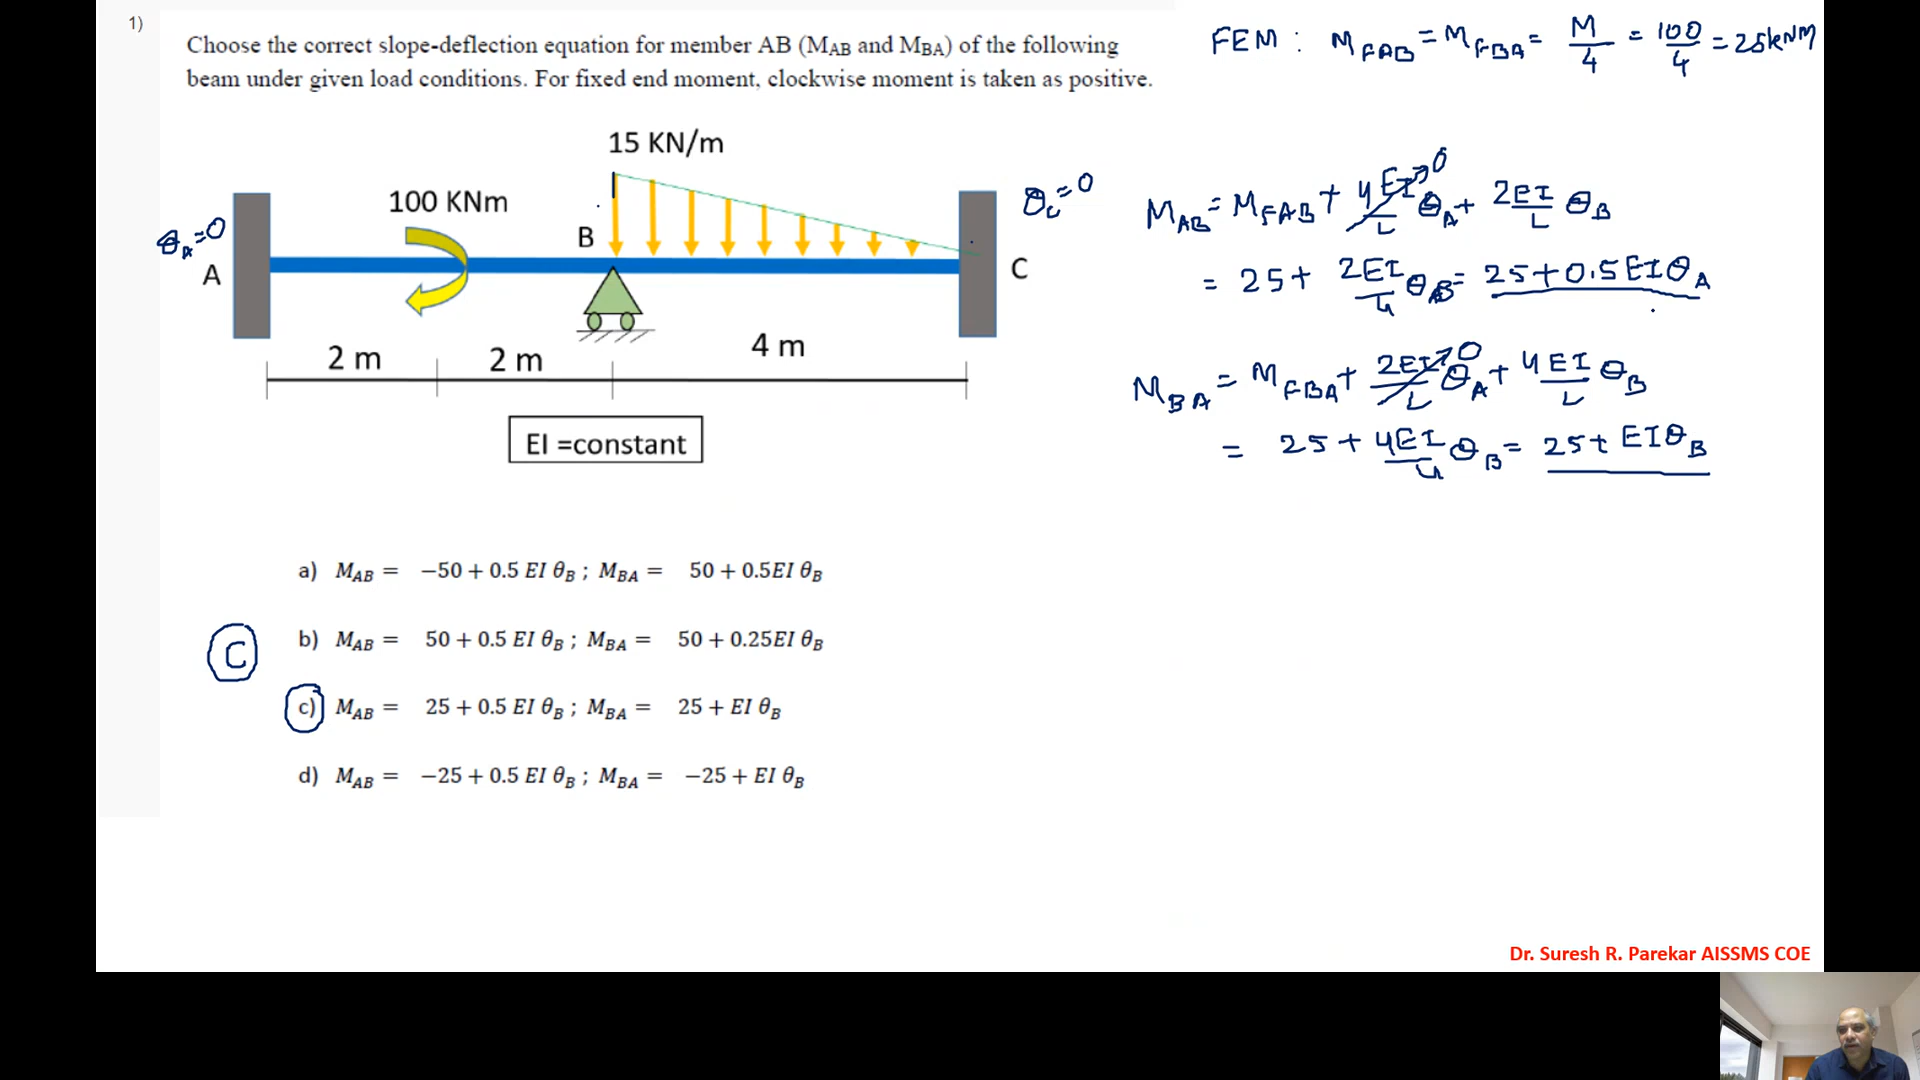 1)
Choose the correct slope-deflection equation for member AB (MAB and MBA) of the following
beam under given load conditions. For fixed end moment, clockwise moment is taken as positive.
15 KN/m
100 KNm
B
θA=0
A
θC=0
C
2 m
2 m
4 m
EI =constant
a) MAB = −50 + 0.5 EI θB ; MBA = 50 + 0.5EI θB
b) MAB = 50 + 0.5 EI θB ; MBA = 50 + 0.25EI θB
C
c) MAB = 25 + 0.5 EI θB ; MBA = 25 + EI θB
d) MAB = −25 + 0.5 EI θB ; MBA = −25 + EI θB
FEM : MFAB = MFBA = M/4 = 100/4 = 25kNM
MAB = MFAB + 4EI/L θA + 2EI/L θB
0
= 25 + 2EI/4 θB = 25+0.5EIθA
MBA = MFBA + 2EI/L θA + 4EI/L θB
0
= 25 + 4EI/4 θB = 25+ EIθB
Dr. Suresh R. Parekar AISSMS COE